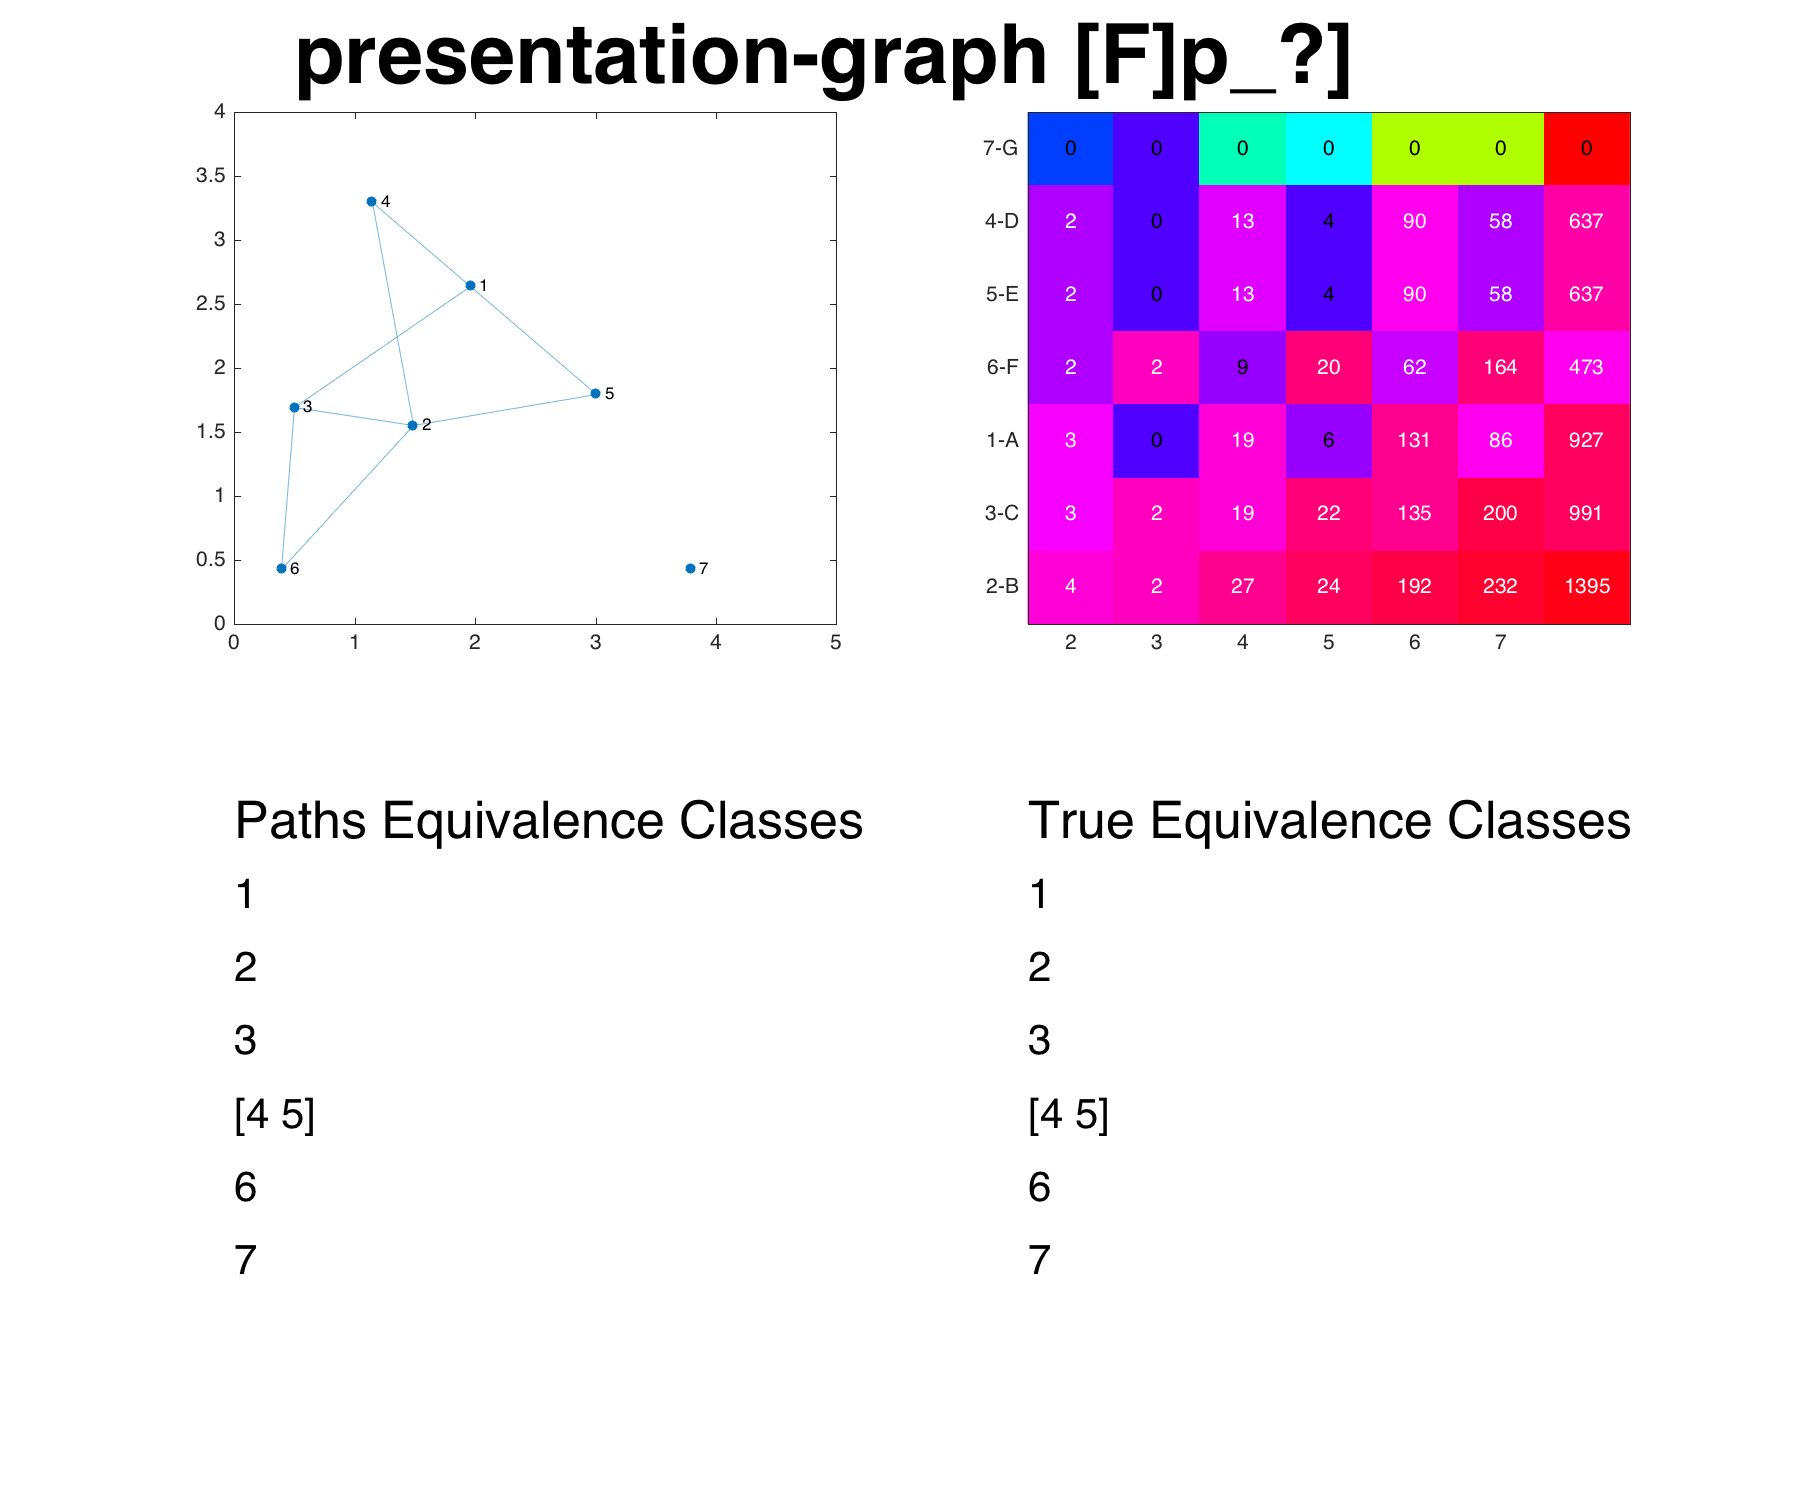 presentation-graph [F]p_?]
4
3.5
3
2.5
2
1.5
1
0.5
0
0 1 2 3 4 5
4
1
5
3
2
6
7
7-G 0 0 0 0 0 0 0
4-D 2 0 13 4 90 58 637
5-E 2 0 13 4 90 58 637
6-F 2 2 9 20 62 164 473
1-A 3 0 19 6 131 86 927
3-C 3 2 19 22 135 200 991
2-B 4 2 27 24 192 232 1395
2 3 4 5 6 7
Paths Equivalence Classes
1
2
3
[4 5]
6
7
True Equivalence Classes
1
2
3
[4 5]
6
7